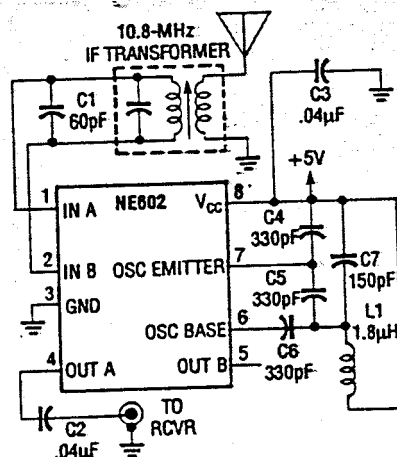 10.8-MHz
IF TRANSFORMER
C1
60pF
C3
.04µF
+5V
1
IN A
NE602
VCC
8
C4
330pF
2
IN B
OSC EMITTER
7
C7
150pF
3
GND
C5
330pF
L1
1.8µH
OSC BASE
6
C6
330pF
4
OUT A
OUT B
5
C2
.04µF
TO
RCVR